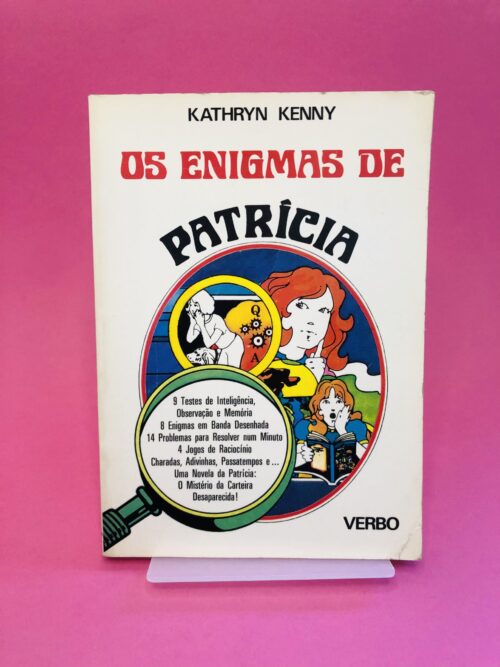 KATHRYN KENNY
OS ENIGMAS DE
PATRÍCIA
Q
A
9 Testes de Inteligência,
Observação e Memória
8 Enigmas em Banda Desenhada
14 Problemas para Resolver num Minuto
4 Jogos de Raciocínio
Charadas, Adivinhas, Passatempos e...
Uma Novela da Patrícia:
O Mistério da Carteira
Desaparecida!
VERBO